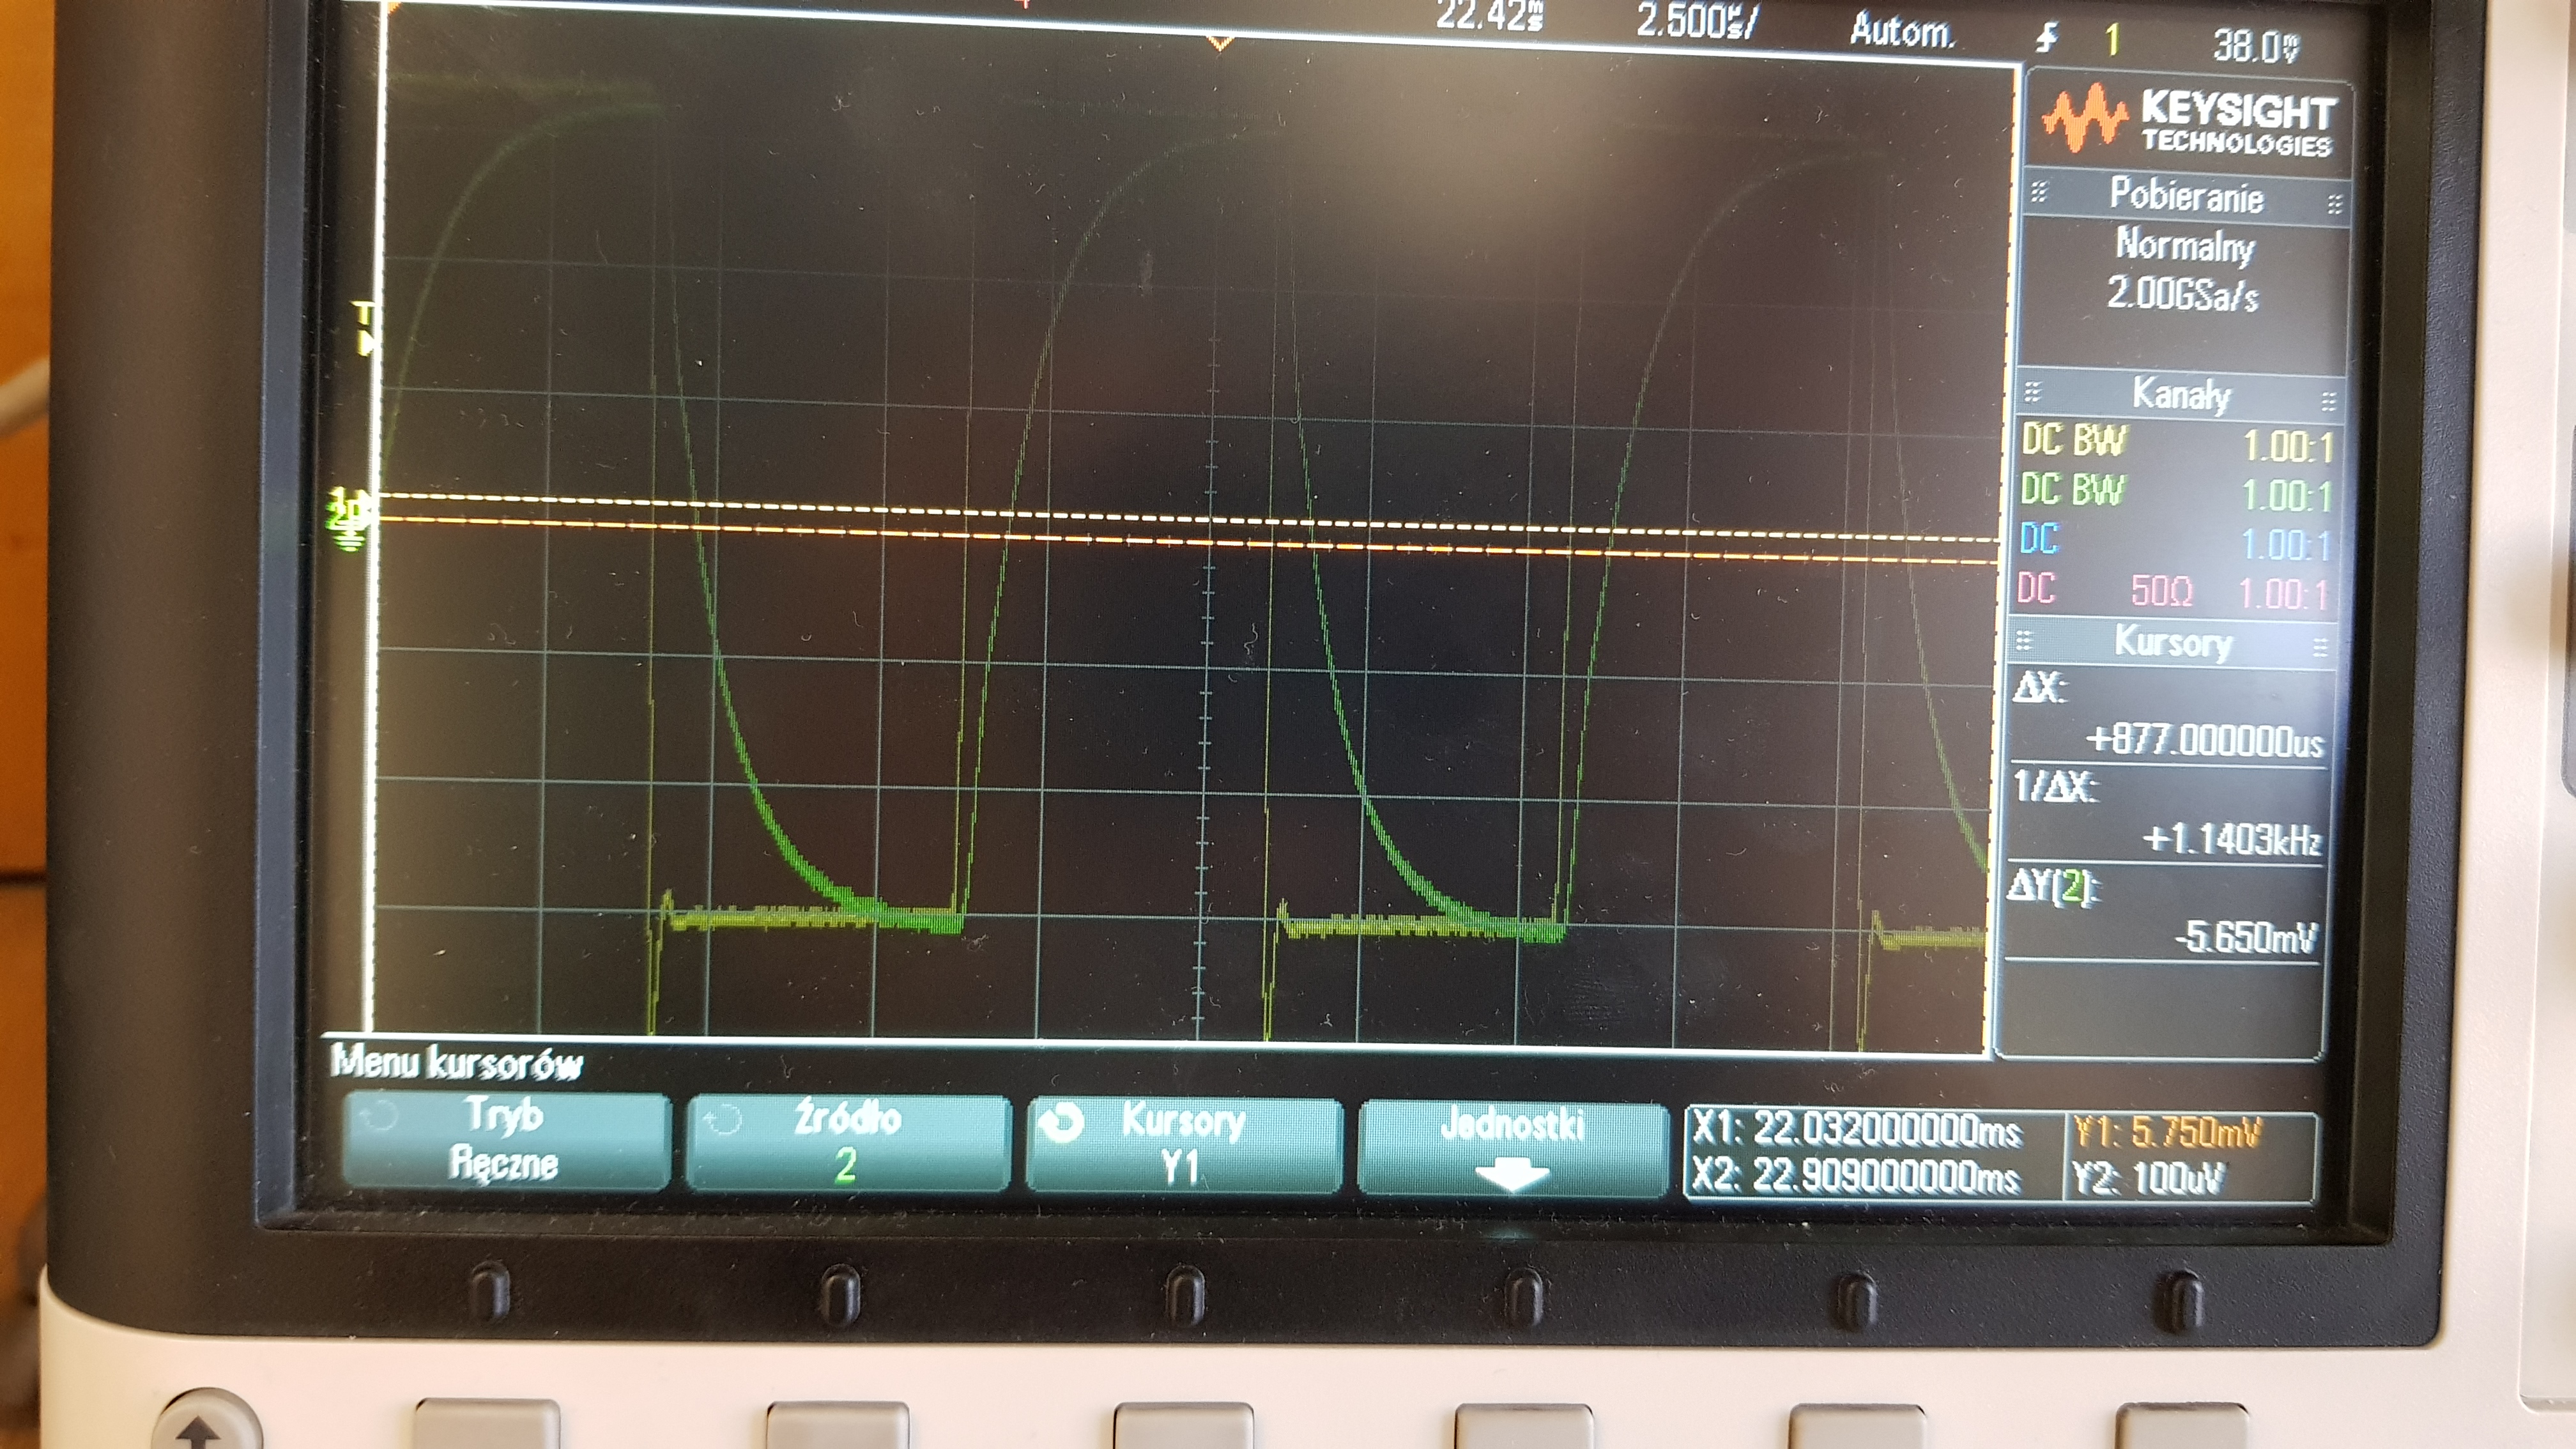 22.42ms 2.500us/ Autom. 1 38.0mV
KEYSIGHT
TECHNOLOGIES
Pobieranie
Normalny
2.00GSa/s
T
Kanały
DC BW 1.00:1
DC BW 1.00:1
DC 1.00:1
DC 50Ω 1.00:1
Kursory
ΔX:
+877.000000us
1/ΔX:
+1.1403kHz
ΔY(2):
-5.650mV
Menu kursorów
Tryb
Ręczne
Źródło
2
Kursory
Y1
Jednostki
X1: 22.032000000ms
X2: 22.909000000ms
Y1: 5.750mV
Y2: 100uV